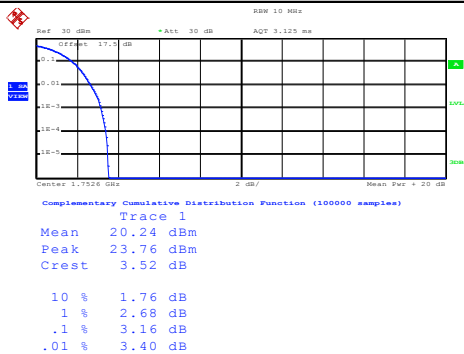 RBW 10 MHz
Ref 30 dBm *Att 30 dB AQT 3.125 ms
Offset 17.5 dB
0.1
A
1 SA
VIEW
0.01
1E-3
LVL
1E-4
1E-5
3DB
Center 1.7526 GHz 2 dB/ Mean Pwr + 20 dB
Complementary Cumulative Distribution Function (100000 samples)
Trace 1
Mean 20.24 dBm
Peak 23.76 dBm
Crest 3.52 dB
10 % 1.76 dB
1 % 2.68 dB
.1 % 3.16 dB
.01 % 3.40 dB